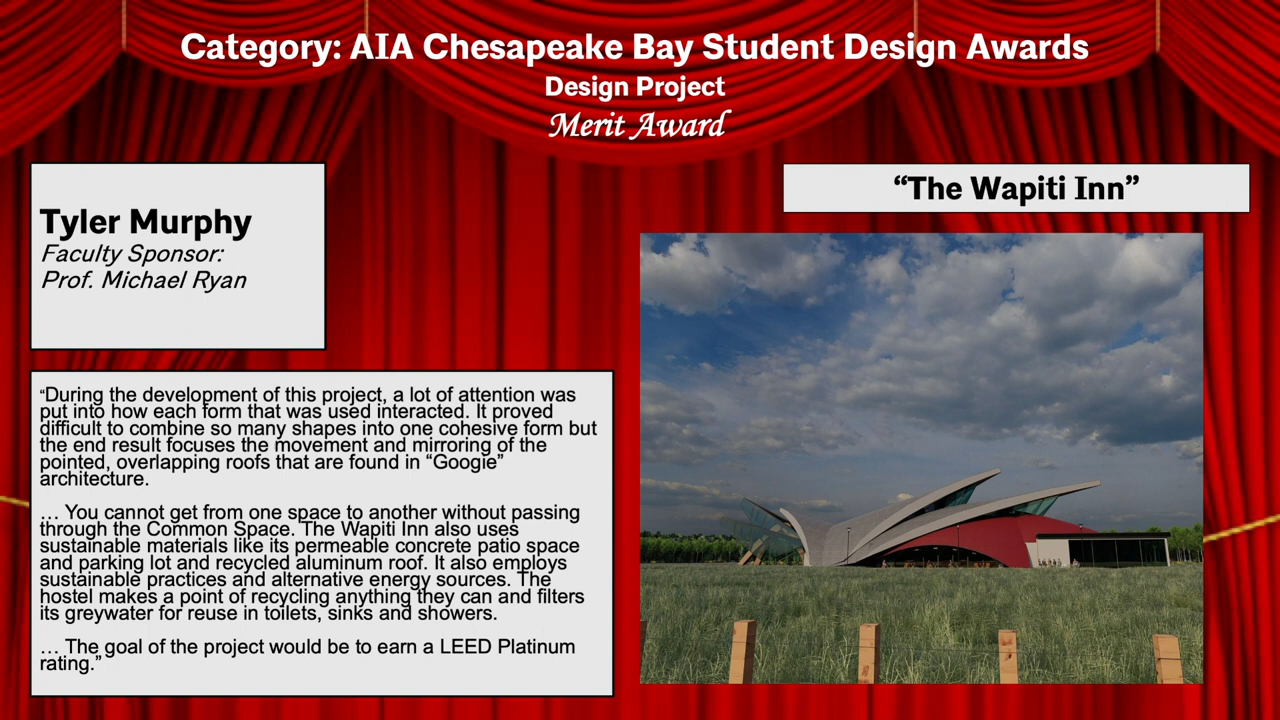 Category: AIA Chesapeake Bay Student Design Awards
Design Project
Merit Award
Tyler Murphy
Faculty Sponsor:
Prof. Michael Ryan
“The Wapiti Inn”
“During the development of this project, a lot of attention was
put into how each form that was used interacted. It proved
difficult to combine so many shapes into one cohesive form but
the end result focuses the movement and mirroring of the
pointed, overlapping roofs that are found in “Googie”
architecture.
… You cannot get from one space to another without passing
through the Common Space. The Wapiti Inn also uses
sustainable materials like its permeable concrete patio space
and parking lot and recycled aluminum roof. It also employs
sustainable practices and alternative energy sources. The
hostel makes a point of recycling anything they can and filters
its greywater for reuse in toilets, sinks and showers.
… The goal of the project would be to earn a LEED Platinum
rating.”